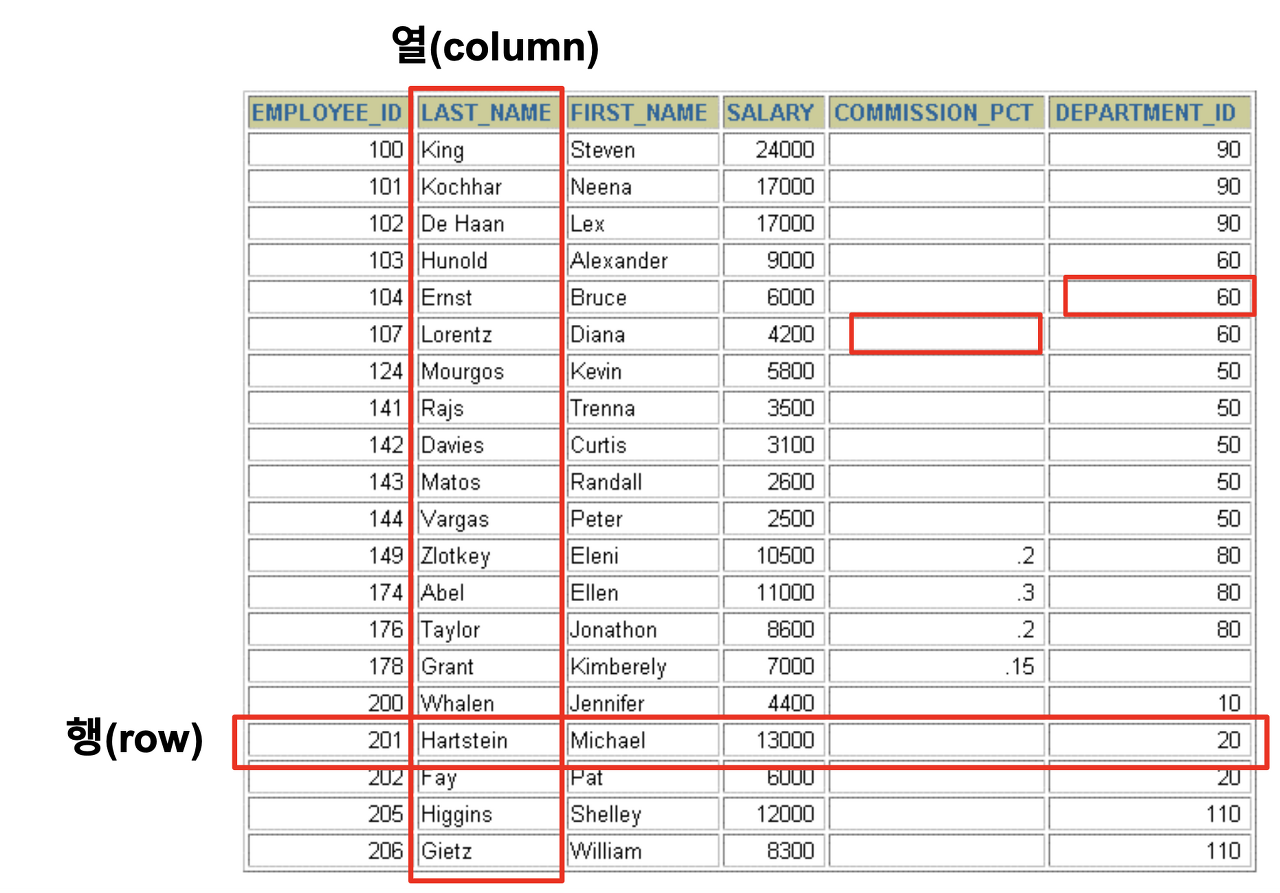 열(column)
EMPLOYEE_ID LAST_NAME FIRST_NAME SALARY COMMISSION_PCT DEPARTMENT_ID
100 King Steven 24000 90
101 Kochhar Neena 17000 90
102 De Haan Lex 17000 90
103 Hunold Alexander 9000 60
104 Ernst Bruce 6000 60
107 Lorentz Diana 4200 60
124 Mourgos Kevin 5800 50
141 Rajs Trenna 3500 50
142 Davies Curtis 3100 50
143 Matos Randall 2600 50
144 Vargas Peter 2500 50
149 Zlotkey Eleni 10500 .2 80
174 Abel Ellen 11000 .3 80
176 Taylor Jonathon 8600 .2 80
178 Grant Kimberely 7000 .15
200 Whalen Jennifer 4400 10
행(row) 201 Hartstein Michael 13000 20
202 Fay Pat 6000 20
205 Higgins Shelley 12000 110
206 Gietz William 8300 110